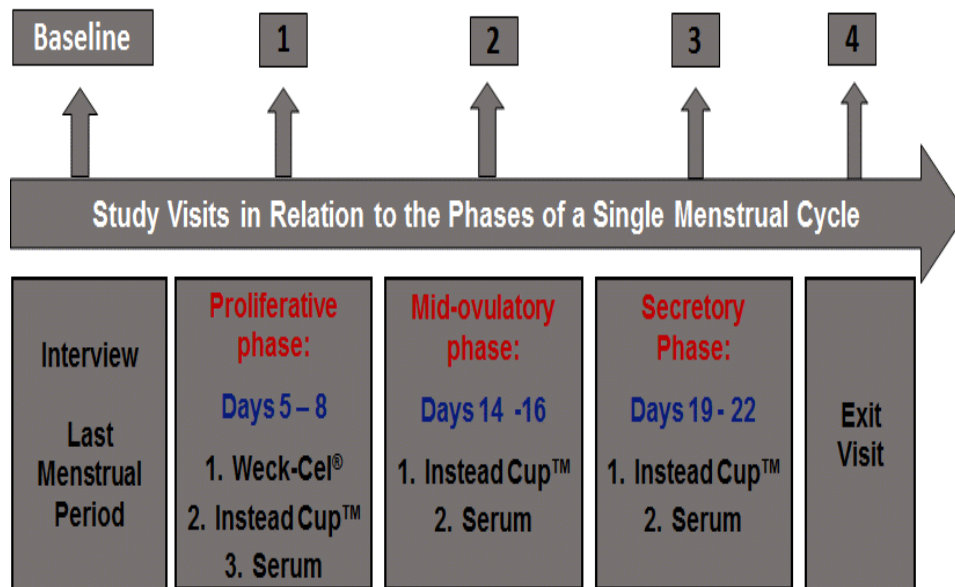 Baseline
1
2
3
4
Study Visits in Relation to the Phases of a Single Menstrual Cycle
Interview
Last
Menstrual
Period
Proliferative
phase:
Days 5 – 8
1. Weck-Cel®
2. Instead Cup™
3. Serum
Mid-ovulatory
phase:
Days 14 -16
1. Instead Cup™
2. Serum
Secretory
Phase:
Days 19 - 22
1. Instead Cup™
2. Serum
Exit
Visit